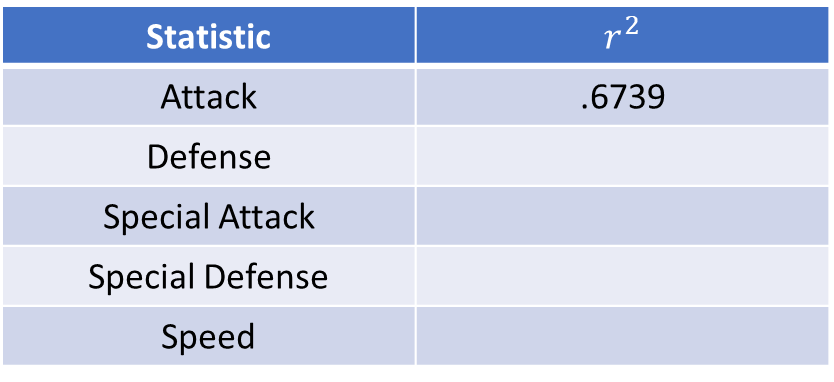 Statistic r²
Attack .6739
Defense
Special Attack
Special Defense
Speed